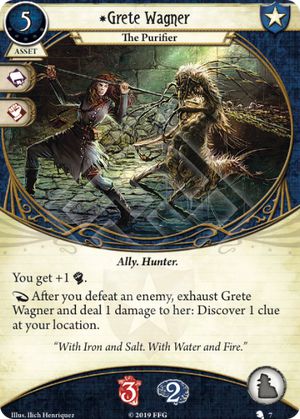 5
*Grete Wagner
The Purifier
ASSET
Ally. Hunter.
You get +1 .
After you defeat an enemy, exhaust Grete
Wagner and deal 1 damage to her: Discover 1 clue
at your location.
“With Iron and Salt. With Water and Fire.”
3
2
Illus. Ilich Henriquez
© 2019 FFG
7